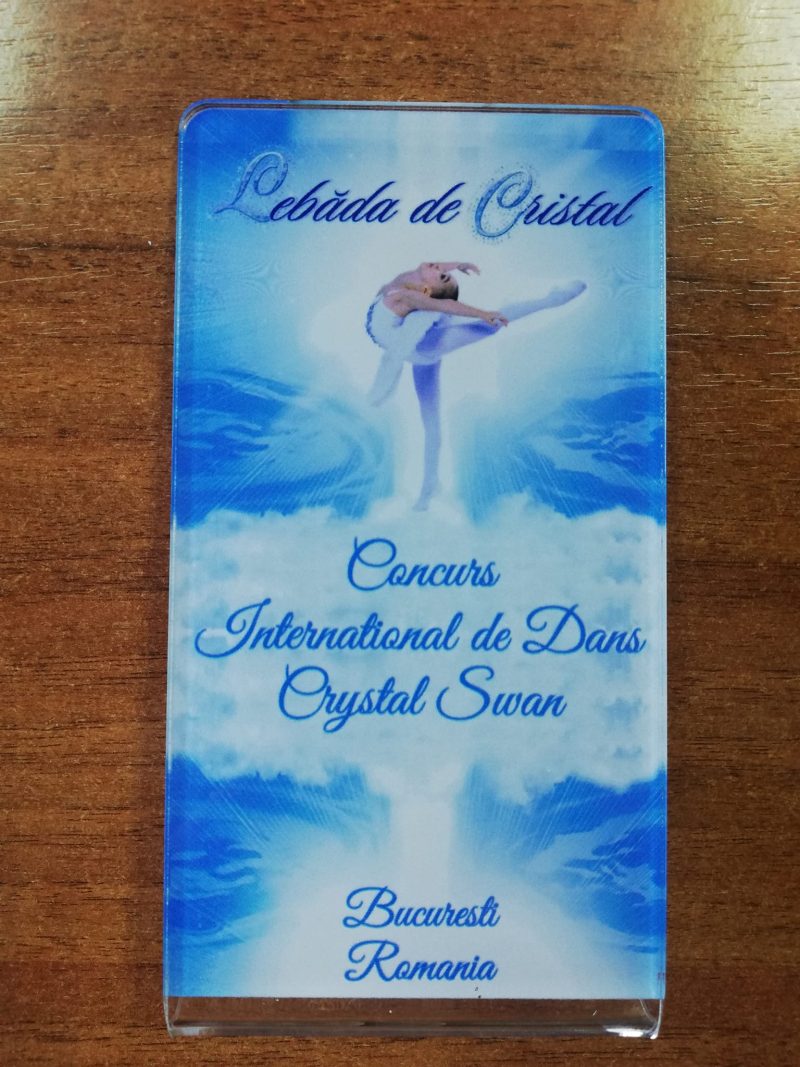 Lebăda de Cristal
Concurs
International de Dans
Crystal Swan
Bucuresti
Romania